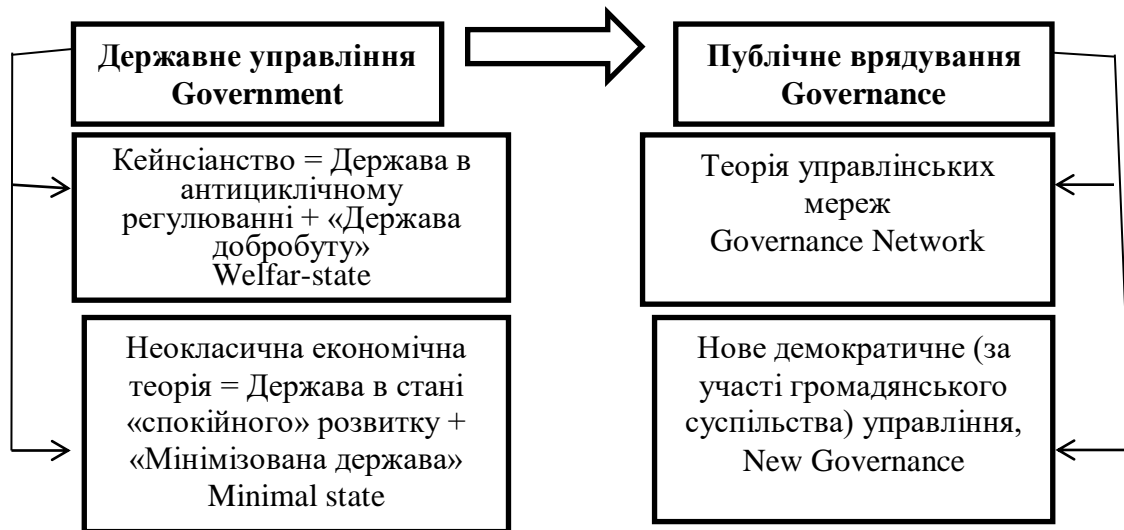 Державне управління
Government
Публічне врядування
Governance
Кейнсіанство = Держава в
антициклічному
регулюванні + «Держава
добробуту»
Welfar-state
Теорія управлінських
мереж
Governance Network
Неокласична економічна
теорія = Держава в стані
«спокійного» розвитку +
«Мінімізована держава»
Minimal state
Нове демократичне (за
участі громадянського
суспільства) управління,
New Governance